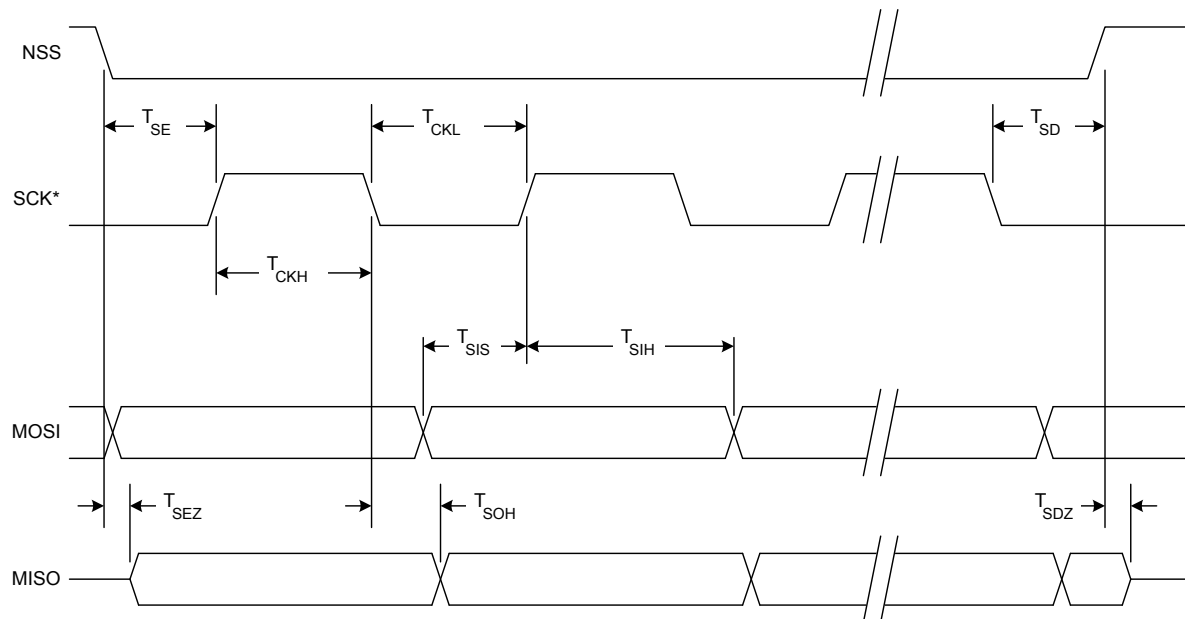 NSS
T_SE
T_CKL
T_SD
SCK*
T_CKH
T_SIS
T_SIH
MOSI
T_SEZ
T_SOH
T_SDZ
MISO